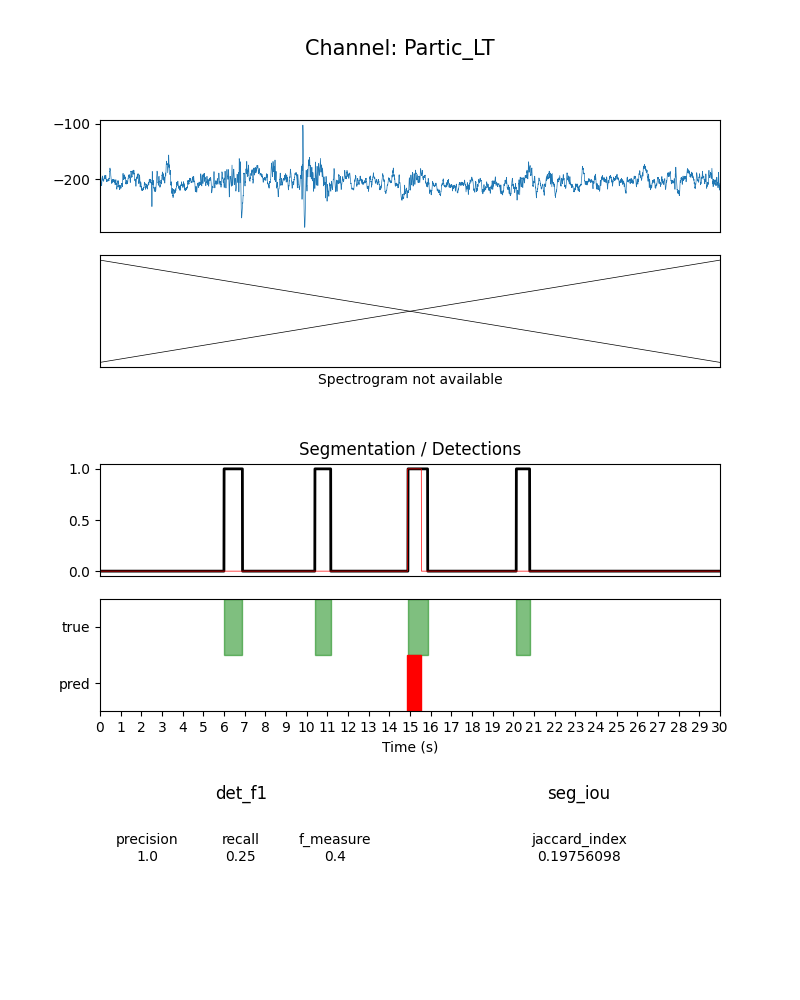 Channel: Partic_LT
−100
−200
Spectrogram not available
Segmentation / Detections
1.0
0.5
0.0
true
pred
0 1 2 3 4 5 6 7 8 9 10 11 12 13 14 15 16 17 18 19 20 21 22 23 24 25 26 27 28 29 30
Time (s)
det_f1 seg_iou
precision recall f_measure jaccard_index
1.0 0.25 0.4 0.19756098